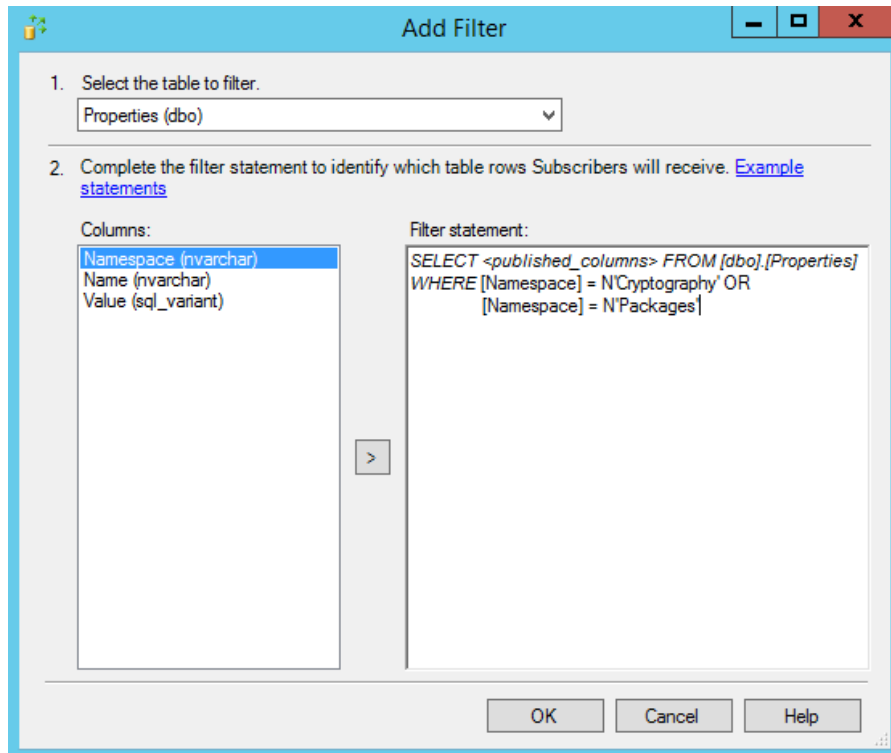 Add Filter
1. Select the table to filter.
Properties (dbo)
2. Complete the filter statement to identify which table rows Subscribers will receive. Example
statements
Columns:
Namespace (nvarchar)
Name (nvarchar)
Value (sql_variant)
>
Filter statement:
SELECT <published_columns> FROM [dbo].[Properties]
WHERE [Namespace] = N'Cryptography' OR
[Namespace] = N'Packages'
OK
Cancel
Help